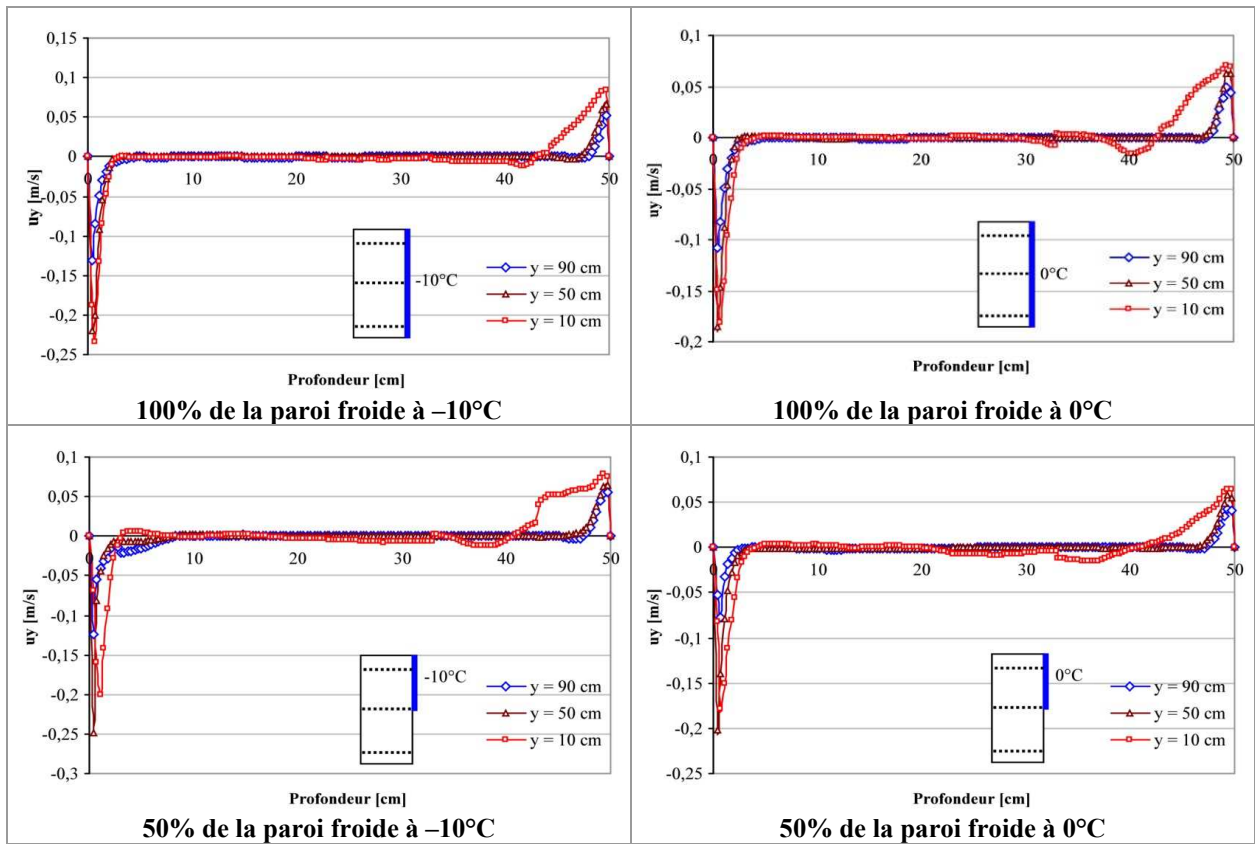 0,15
0,1
0,05
0
-0,05
-0,1
-0,15
-0,2
-0,25
uy [m/s]
0 10 20 30 40 50
-10°C
y = 90 cm
y = 50 cm
y = 10 cm
Profondeur [cm]
100% de la paroi froide à –10°C
0,1
0,05
0
-0,05
-0,1
-0,15
-0,2
uy [m/s]
0 10 20 30 40 50
0°C
y = 90 cm
y = 50 cm
y = 10 cm
Profondeur [cm]
100% de la paroi froide à 0°C
0,1
0,05
0
-0,05
-0,1
-0,15
-0,2
-0,25
-0,3
uy [m/s]
0 10 20 30 40 50
-10°C
y = 90 cm
y = 50 cm
y = 10 cm
Profondeur [cm]
50% de la paroi froide à –10°C
0,1
0,05
0
-0,05
-0,1
-0,15
-0,2
-0,25
uy [m/s]
0 10 20 30 40 50
0°C
y = 90 cm
y = 50 cm
y = 10 cm
Profondeur [cm]
50% de la paroi froide à 0°C